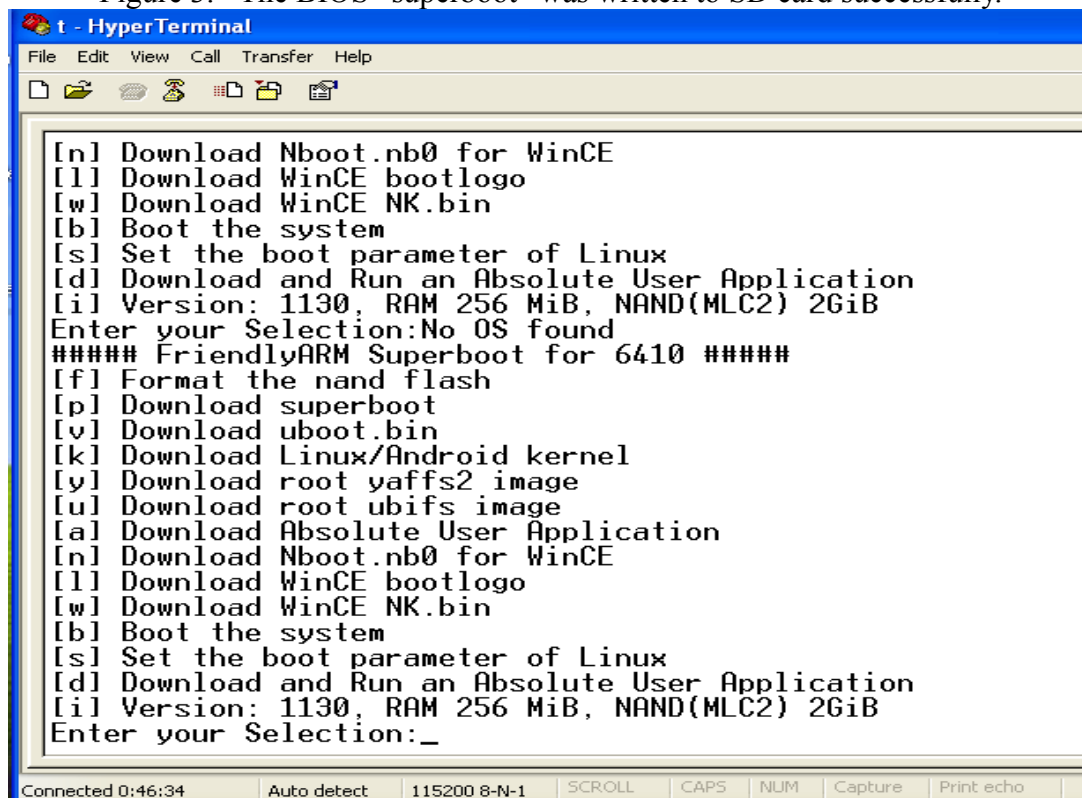 Figure 3: The BIOS "superboot" was written to SD card successfully.
t - HyperTerminal
File Edit View Call Transfer Help
[n] Download Nboot.nb0 for WinCE
[l] Download WinCE bootlogo
[w] Download WinCE NK.bin
[b] Boot the system
[s] Set the boot parameter of Linux
[d] Download and Run an Absolute User Application
[i] Version: 1130, RAM 256 MiB, NAND(MLC2) 2GiB
Enter your Selection:No OS found
##### FriendlyARM Superboot for 6410 #####
[f] Format the nand flash
[p] Download superboot
[v] Download uboot.bin
[k] Download Linux/Android kernel
[y] Download root yaffs2 image
[u] Download root ubifs image
[a] Download Absolute User Application
[n] Download Nboot.nb0 for WinCE
[l] Download WinCE bootlogo
[w] Download WinCE NK.bin
[b] Boot the system
[s] Set the boot parameter of Linux
[d] Download and Run an Absolute User Application
[i] Version: 1130, RAM 256 MiB, NAND(MLC2) 2GiB
Enter your Selection:_
Connected 0:46:34 Auto detect 115200 8-N-1 SCROLL CAPS NUM Capture Print echo